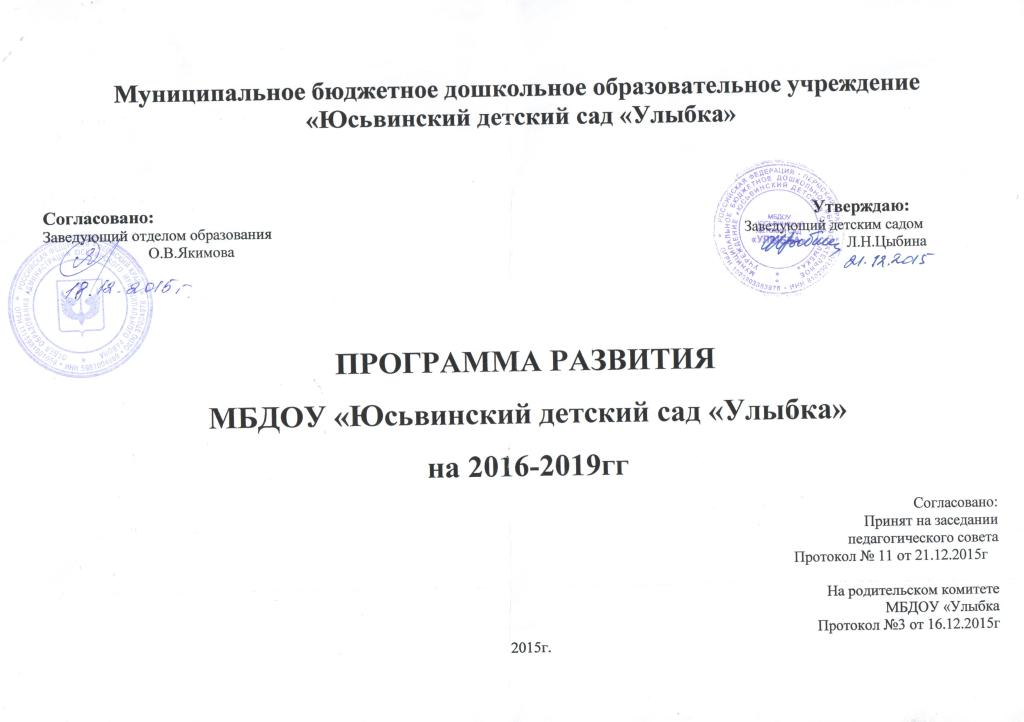 Муниципальное бюджетное дошкольное образовательное учреждение
«Юсьвинский детский сад «Улыбка»
Согласовано:
Заведующий отделом образования
О.В.Якимова
18.12.2015г.
Утверждаю:
Заведующий детским садом
Л.Н.Цыбина
21.12.2015
ПРОГРАММА РАЗВИТИЯ
МБДОУ «Юсьвинский детский сад «Улыбка»
на 2016-2019гг
Согласовано:
Принят на заседании
педагогического совета
Протокол № 11 от 21.12.2015г
На родительском комитете
МБДОУ «Улыбка
Протокол №3 от 16.12.2015г
2015г.